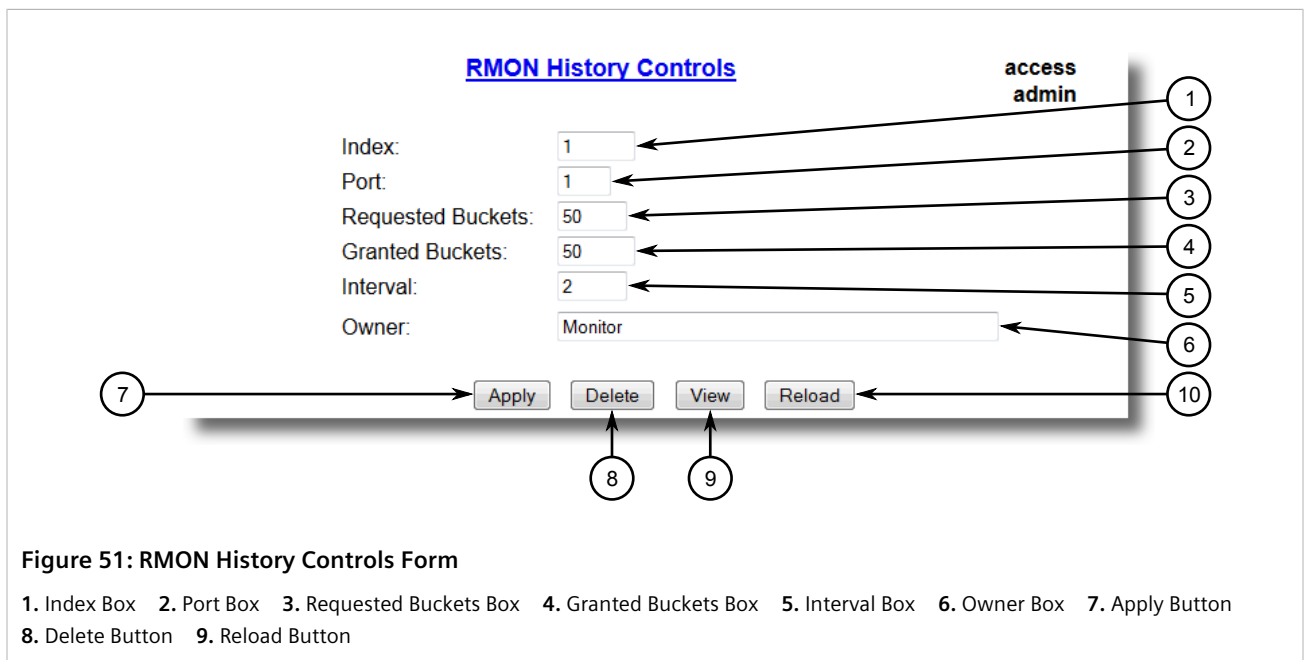 RMON History Controls
access
admin
1
Index: 1
2
Port: 1
3
Requested Buckets: 50
Granted Buckets: 50
4
Interval: 2
5
Owner: Monitor
6
7
Apply Delete View Reload
10
8 9
Figure 51: RMON History Controls Form
1. Index Box 2. Port Box 3. Requested Buckets Box 4. Granted Buckets Box 5. Interval Box 6. Owner Box 7. Apply Button
8. Delete Button 9. Reload Button